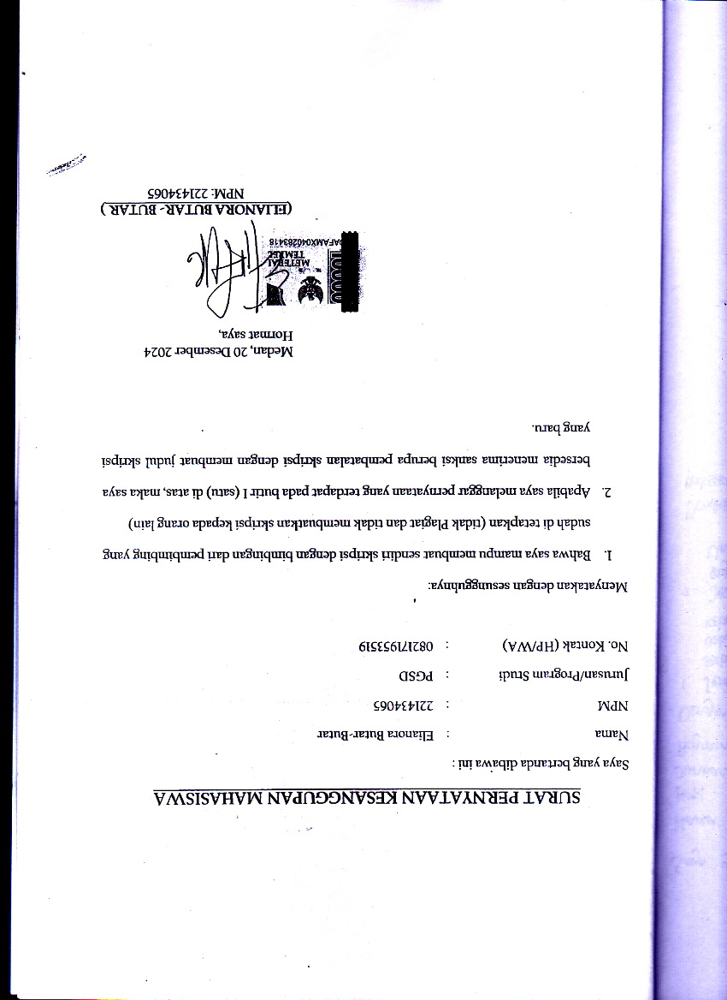 SURAT PERNYATAAN KESANGGUPAN MAHASISWA
Saya yang bertanda dibawa ini :
Nama : Elianora Butar-Butar
NPM : 221434065
Jurusan/Program Studi : PGSD
No. Kontak (HP/WA) : 082171953519
Menyatakan dengan sesungguhnya:
1. Bahwa saya mampu membuat sendiri skripsi dengan bimbingan dari pembimbing yang
sudah di tetapkan (tidak Plagiat dan tidak membuatkan skripsi kepada orang lain)
2. Apabila saya melanggar pernyataan yang terdapat pada butir 1 (satu) di atas, maka saya
bersedia menerima sanksi berupa pembatalan skripsi dengan membuat judul skripsi
yang baru.
Medan, 20 Desember 2024
Hormat saya,
10000
METERAI
TEMPEL
DAFAMX040283418
(ELIANORA BUTAR- BUTAR )
NPM: 221434065